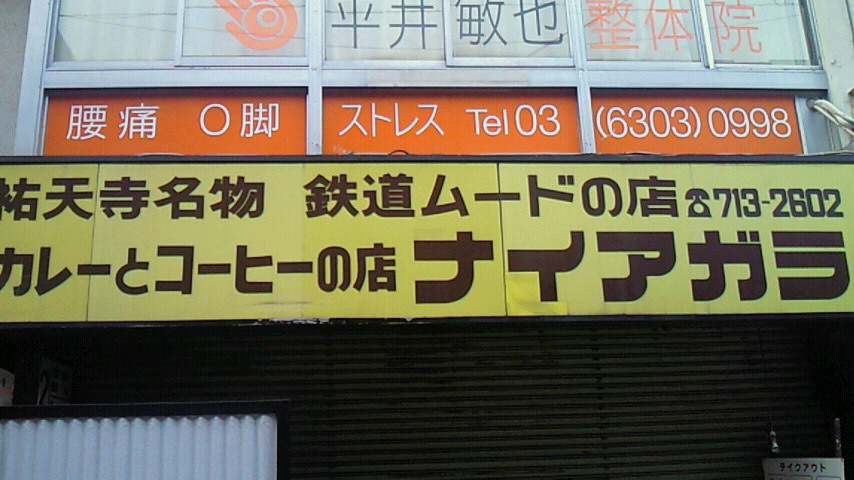 平井敏也 整体院
腰痛 O脚 ストレス Tel 03 (6303) 0998
祐天寺名物 鉄道ムードの店☎713-2602
カレーとコーヒーの店 ナイアガラ
テイクアウト